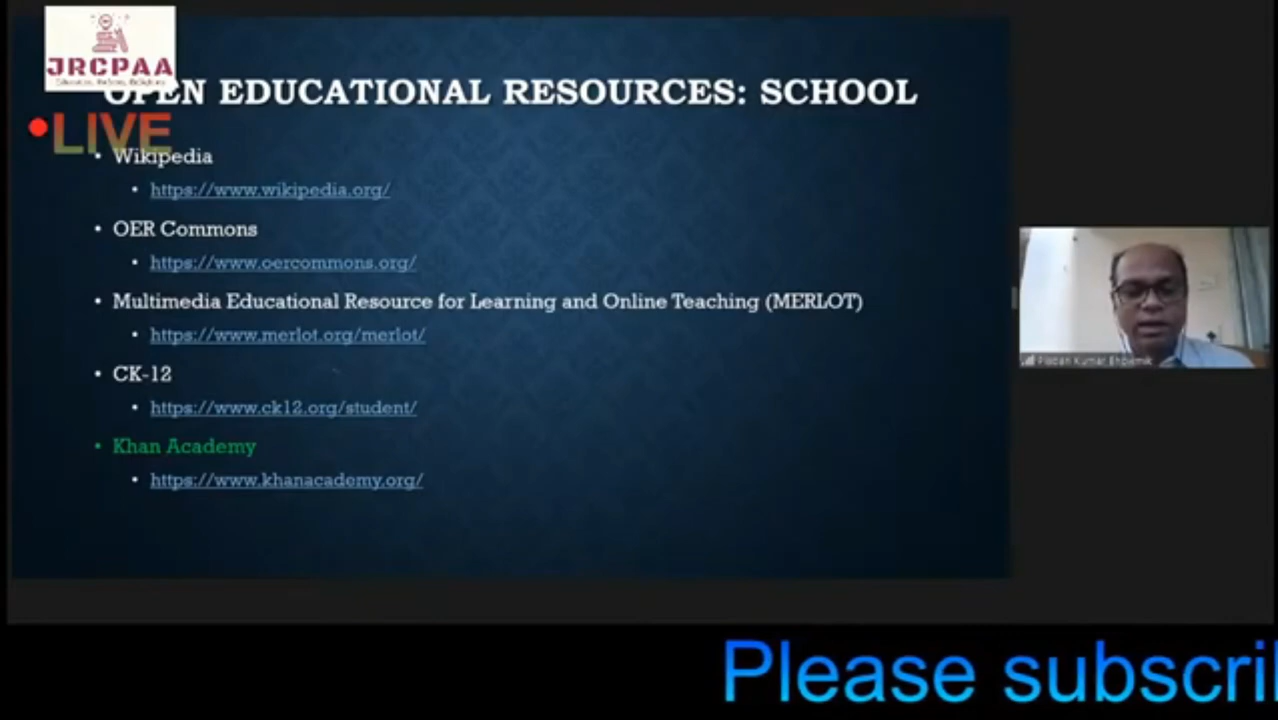 JRCPAA
OPEN EDUCATIONAL RESOURCES: SCHOOL
LIVE
• Wikipedia
• https://www.wikipedia.org/
• OER Commons
• https://www.oercommons.org/
• Multimedia Educational Resource for Learning and Online Teaching (MERLOT)
• https://www.merlot.org/merlot/
• CK-12
• https://www.ck12.org/student/
• Khan Academy
• https://www.khanacademy.org/
Kumar
Please subscri